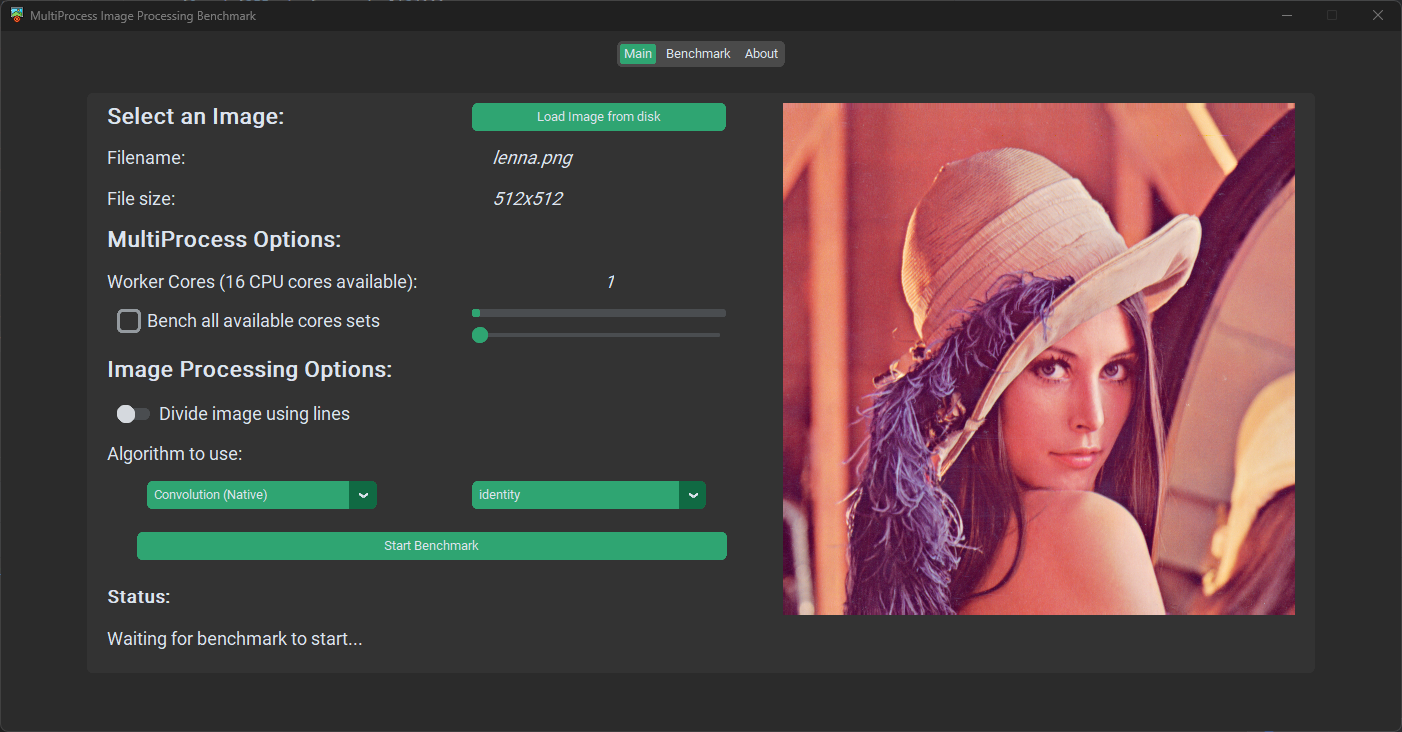 MultiProcess Image Processing Benchmark
Main Benchmark About
Select an Image:
Load Image from disk
Filename:
lenna.png
File size:
512x512
MultiProcess Options:
Worker Cores (16 CPU cores available):
1
Bench all available cores sets
Image Processing Options:
Divide image using lines
Algorithm to use:
Convolution (Native)
identity
Start Benchmark
Status:
Waiting for benchmark to start...